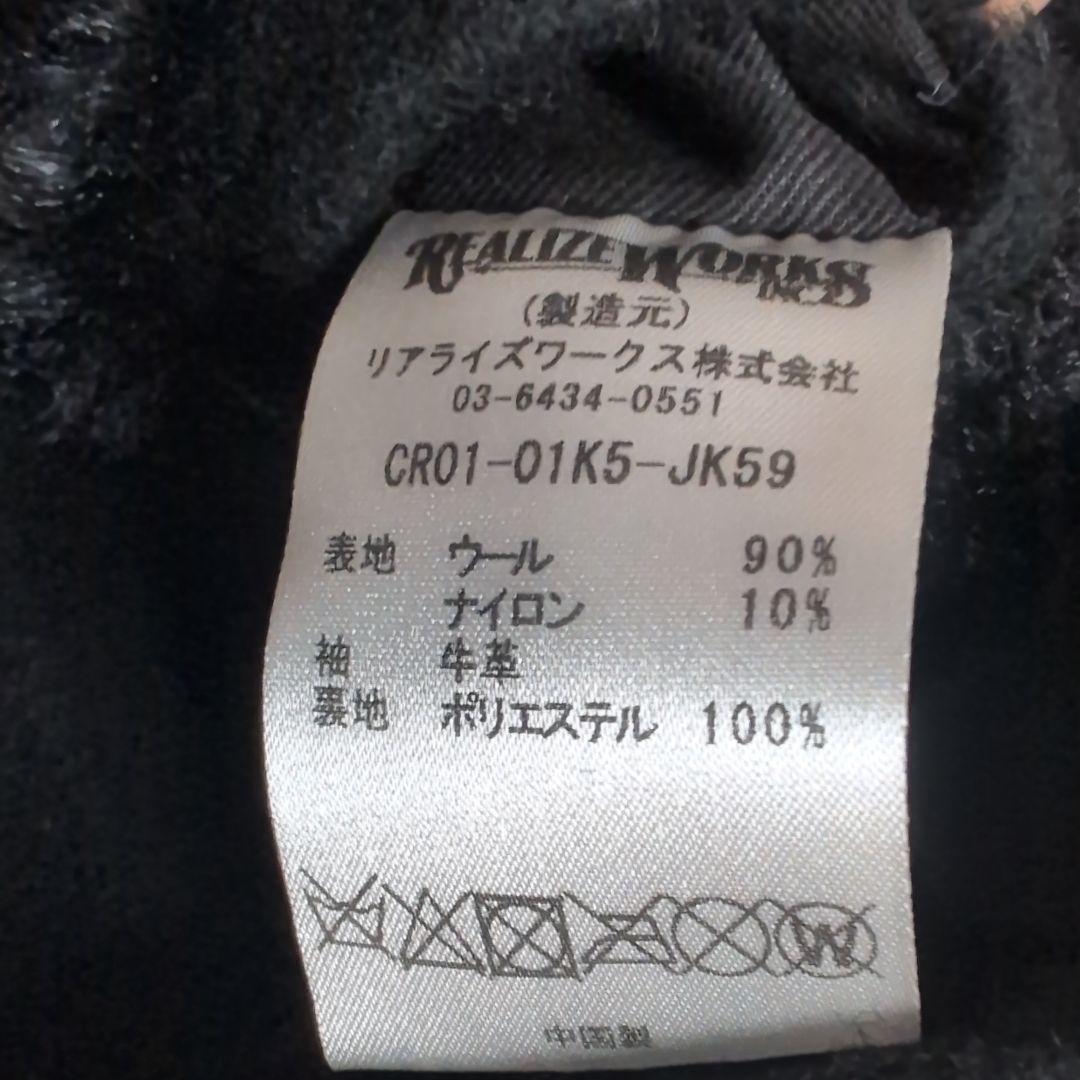 REALIZE WORKS INC
(製造元)
リアライズワークス株式会社
03-6434-0551
CR01-01K5-JK59
表地 ウール 90%
ナイロン 10%
袖 牛革
裏地 ポリエステル 100%
W
中国製